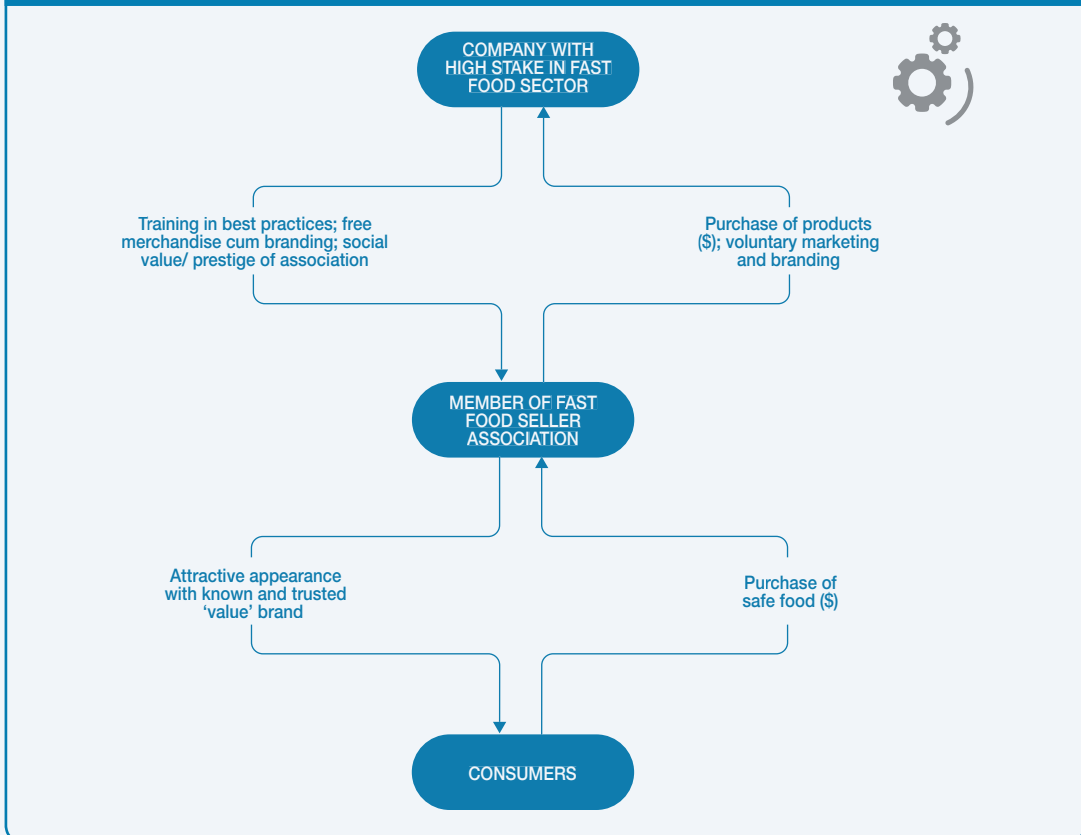 COMPANY WITH
HIGH STAKE IN FAST
FOOD SECTOR
Training in best practices; free
merchandise cum branding; social
value/ prestige of association
Purchase of products
($); voluntary marketing
and branding
MEMBER OF FAST
FOOD SELLER
ASSOCIATION
Attractive appearance
with known and trusted
‘value’ brand
Purchase of
safe food ($)
CONSUMERS